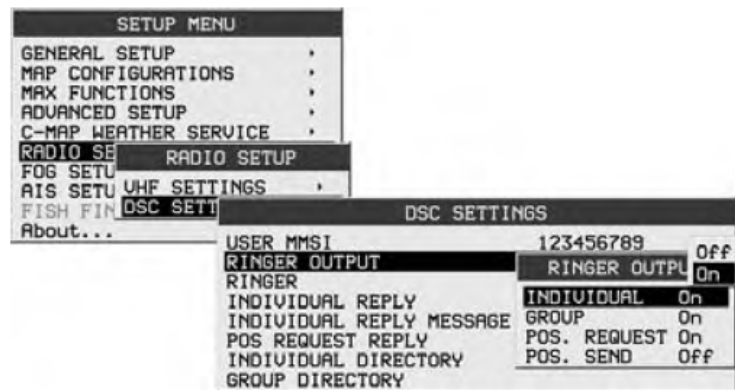 SETUP MENU
GENERAL SETUP
MAP CONFIGURATIONS
MAX FUNCTIONS
ADVANCED SETUP
C-MAP WEATHER SERVICE
RADIO SE
FOG SETU
AIS SETU
FISH FIN
About...
RADIO SETUP
VHF SETTINGS
DSC SETT
DSC SETTINGS
USER MMSI 123456789
RINGER OUTPUT
RINGER
INDIVIDUAL REPLY
INDIVIDUAL REPLY MESSAGE
POS REQUEST REPLY
INDIVIDUAL DIRECTORY
GROUP DIRECTORY
RINGER OUTPU
INDIVIDUAL On
GROUP On
POS. REQUEST On
POS. SEND Off
Off
On